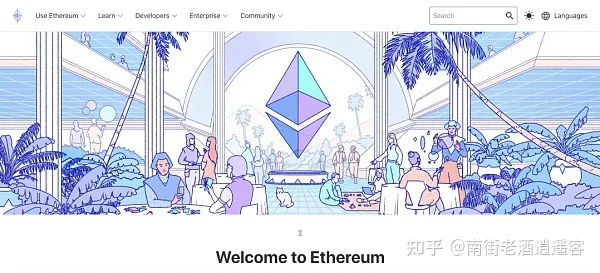 Use Ethereum Learn Developers Enterprise Community Search Languages
Welcome to Ethereum
知乎 @南街老酒逍遥客